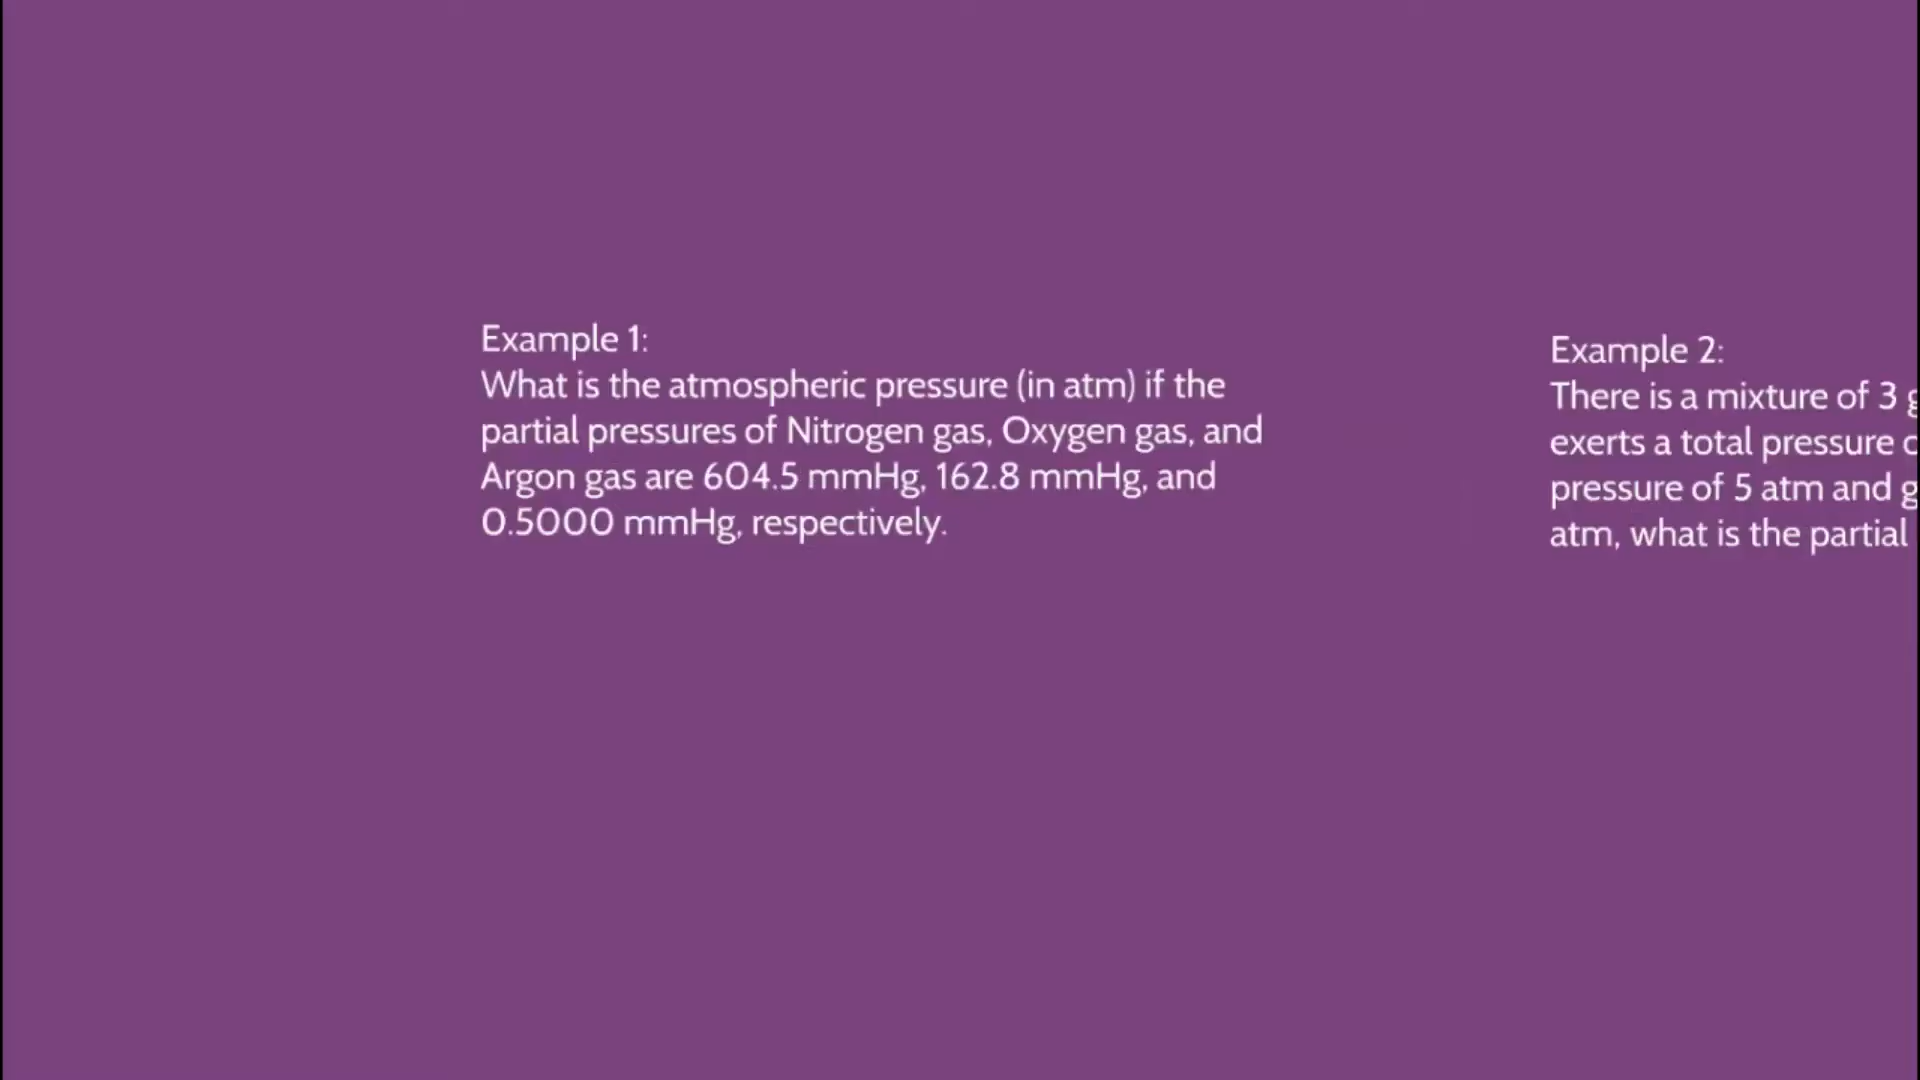 Example 1:
What is the atmospheric pressure (in atm) if the
partial pressures of Nitrogen gas, Oxygen gas, and
Argon gas are 604.5 mmHg, 162.8 mmHg, and
0.5000 mmHg, respectively.
Example 2:
There is a mixture of 3
exerts a total pressure
pressure of 5 atm and
atm, what is the partial